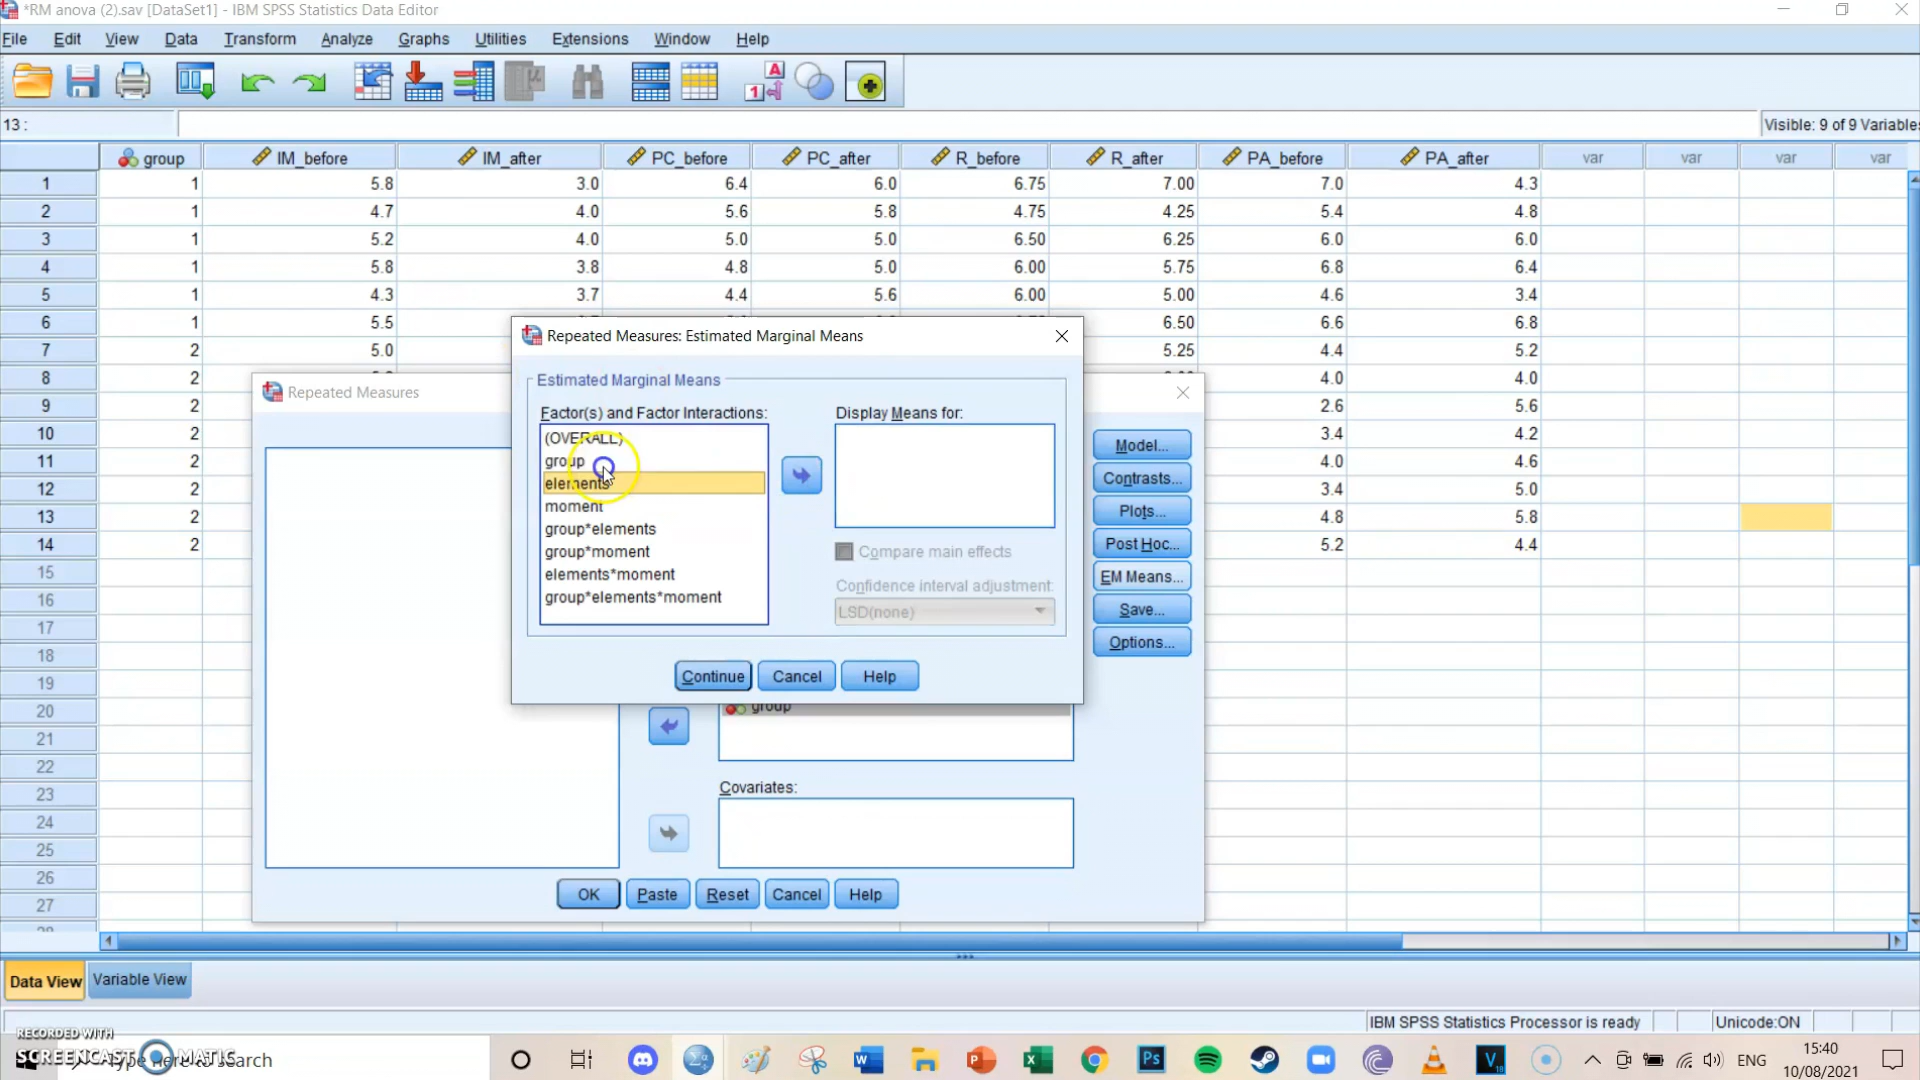 *RM anova (2).sav [DataSet1] - IBM SPSS Statistics Data Editor
File Edit View Data Transform Analyze Graphs Utilities Extensions Window Help
13 : Visible: 9 of 9 Variables
group IM_before IM_after PC_before PC_after R_before R_after PA_before PA_after var var var var
1 1 5.8 3.0 6.4 6.0 6.75 7.00 7.0 4.3
2 1 4.7 4.0 5.6 5.8 4.75 4.25 5.4 4.8
3 1 5.2 4.0 5.0 5.0 6.50 6.25 6.0 6.0
4 1 5.8 3.8 4.8 5.0 6.00 5.75 6.8 6.4
5 1 4.3 3.7 4.4 5.6 6.00 5.00 4.6 3.4
6 1 5.5 6.50 6.6 6.8
7 2 5.0 5.25 4.4 5.2
8 2 4.0 4.0
9 2 2.6 5.6
10 2 3.4 4.2
11 2 4.0 4.6
12 2 3.4 5.0
13 2 4.8 5.8
14 2 5.2 4.4
15
16
17
18
19
20
21
22
23
24
25
26
27
Repeated Measures
Repeated Measures: Estimated Marginal Means
Estimated Marginal Means
Factor(s) and Factor Interactions:
(OVERALL)
group
elements
moment
group*elements
group*moment
elements*moment
group*elements*moment
Display Means for:
Compare main effects
Confidence interval adjustment:
LSD(none)
Continue Cancel Help
Model...
Contrasts...
Plots...
Post Hoc...
EM Means...
Save...
Options...
group
Covariates:
OK Paste Reset Cancel Help
Data View Variable View
IBM SPSS Statistics Processor is ready Unicode:ON
RECORDED WITH
SCREENCAST MATIC
Type here to search
ENG
15:40
10/08/2021